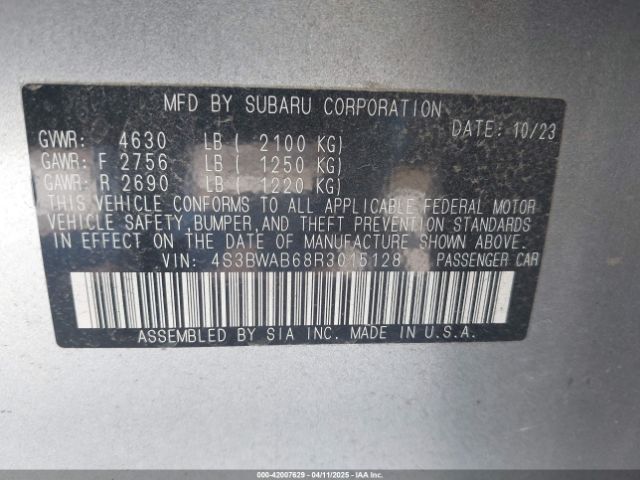 MFD BY SUBARU CORPORATION
DATE: 10/23
GVWR: 4630 LB ( 2100 KG)
GAWR: F 2756 LB ( 1250 KG)
GAWR: R 2690 LB ( 1220 KG)
THIS VEHICLE CONFORMS TO ALL APPLICABLE FEDERAL MOTOR
VEHICLE SAFETY,BUMPER,AND THEFT PREVENTION STANDARDS
IN EFFECT ON THE DATE OF MANUFACTURE SHOWN ABOVE.
VIN: 4S3BWAB68R3015128 PASSENGER CAR
ASSEMBLED BY SIA INC. MADE IN U.S.A.
000-42007629 - 04/11/2025 - IAAI, Inc.